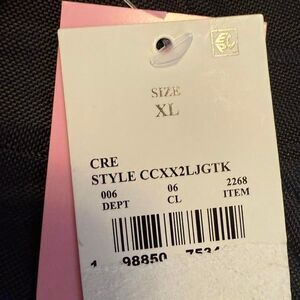 SIZE
XL
CRE
STYLE CCXX2LJGTK
006 06 2268
DEPT CL ITEM
98850